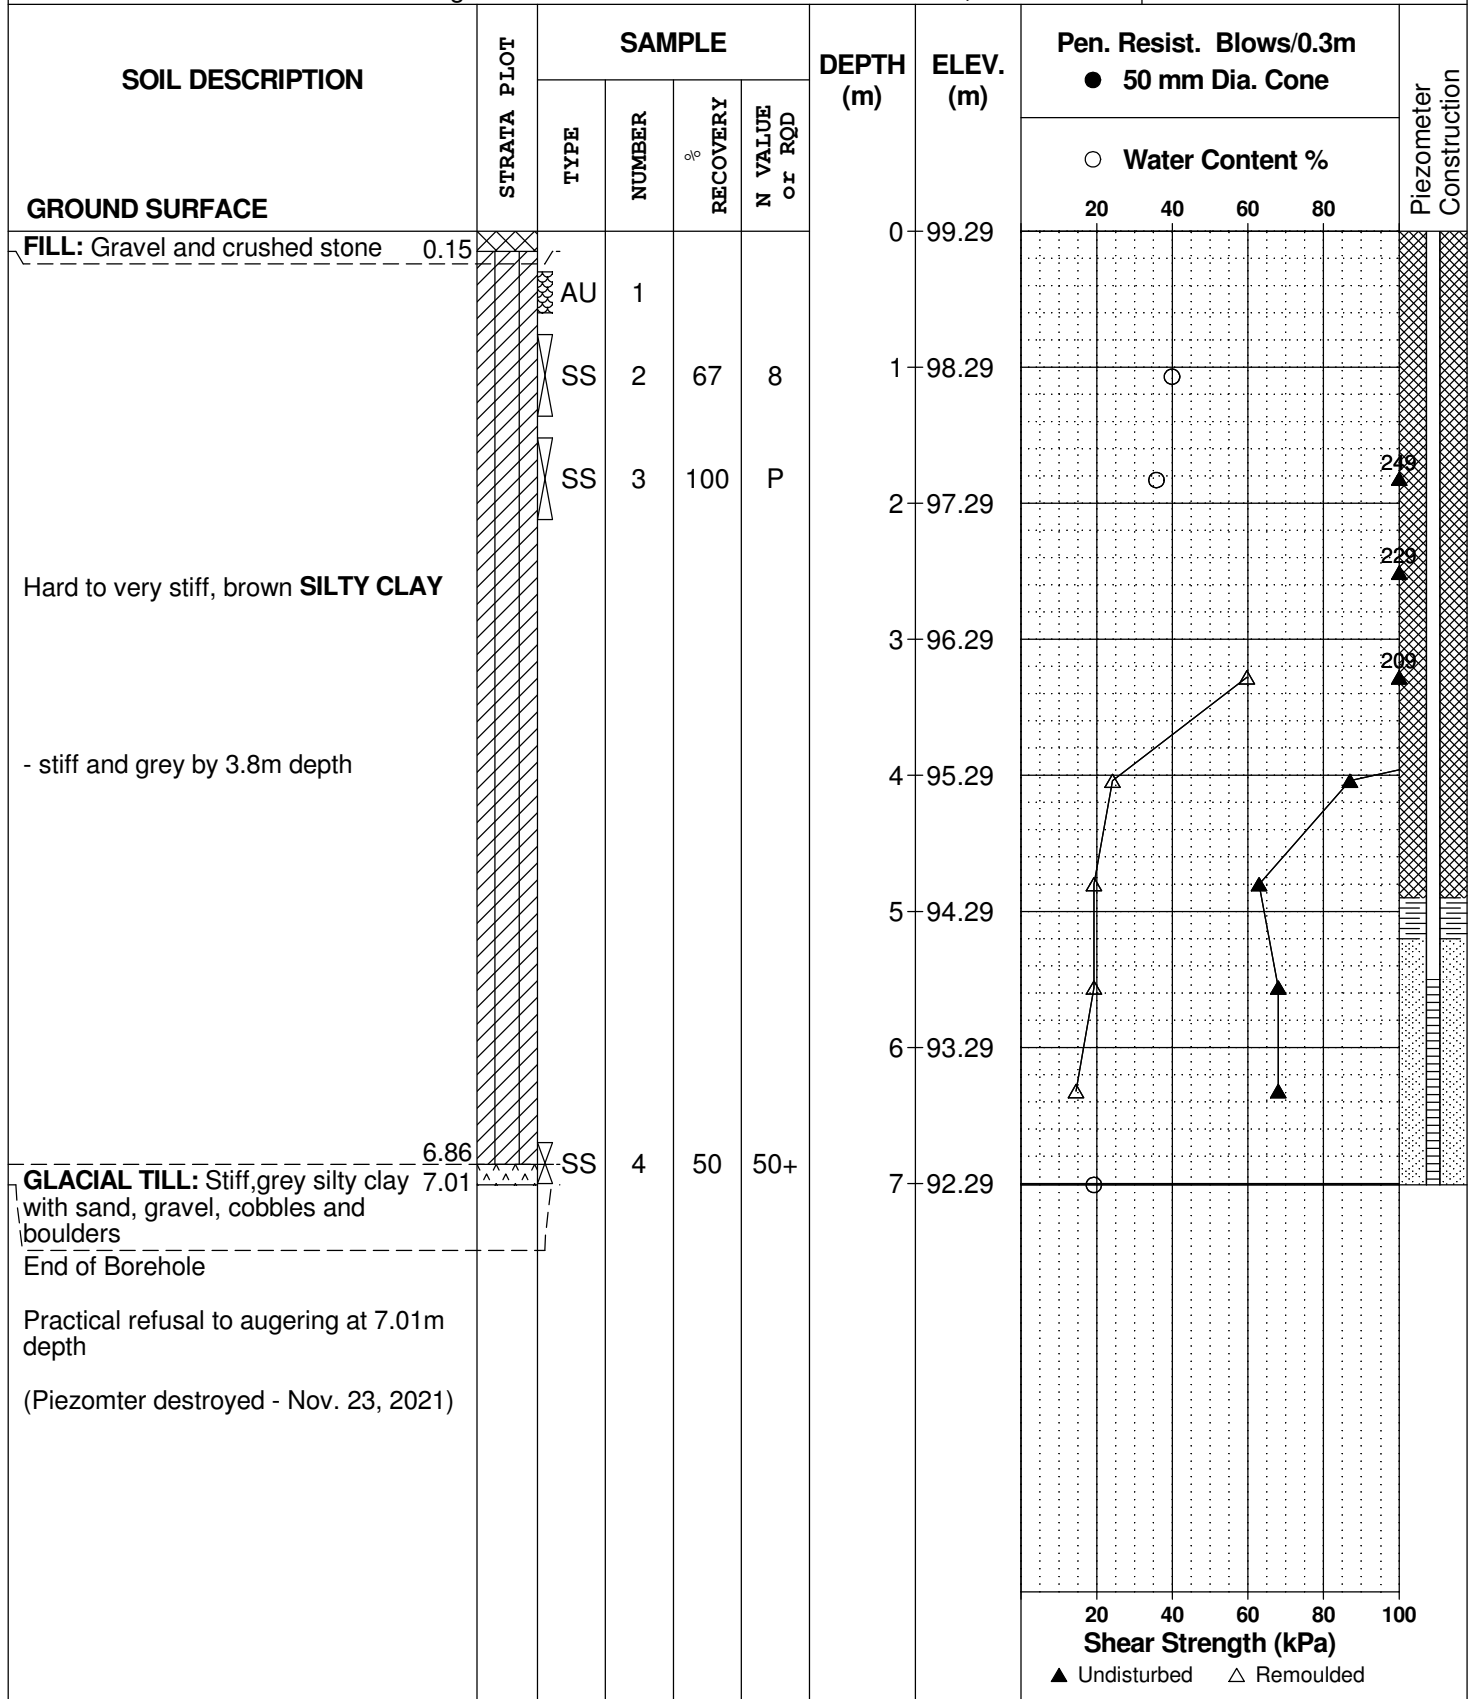 SOIL DESCRIPTION
GROUND SURFACE
STRATA PLOT
SAMPLE
TYPE
NUMBER
%
RECOVERY
N VALUE
or RQD
DEPTH
(m)
ELEV.
(m)
Pen. Resist. Blows/0.3m
● 50 mm Dia. Cone
○ Water Content %
20 40 60 80
Piezometer
Construction
FILL: Gravel and crushed stone 0.15
0 99.29
AU 1
SS 2 67 8
1 98.29
SS 3 100 P
249
2 97.29
229
Hard to very stiff, brown SILTY CLAY
3 96.29
209
- stiff and grey by 3.8m depth
4 95.29
5 94.29
6 93.29
6.86
SS 4 50 50+
GLACIAL TILL: Stiff,grey silty clay 7.01
with sand, gravel, cobbles and
boulders
7 92.29
End of Borehole
Practical refusal to augering at 7.01m
depth
(Piezomter destroyed - Nov. 23, 2021)
20 40 60 80 100
Shear Strength (kPa)
▲ Undisturbed △ Remoulded